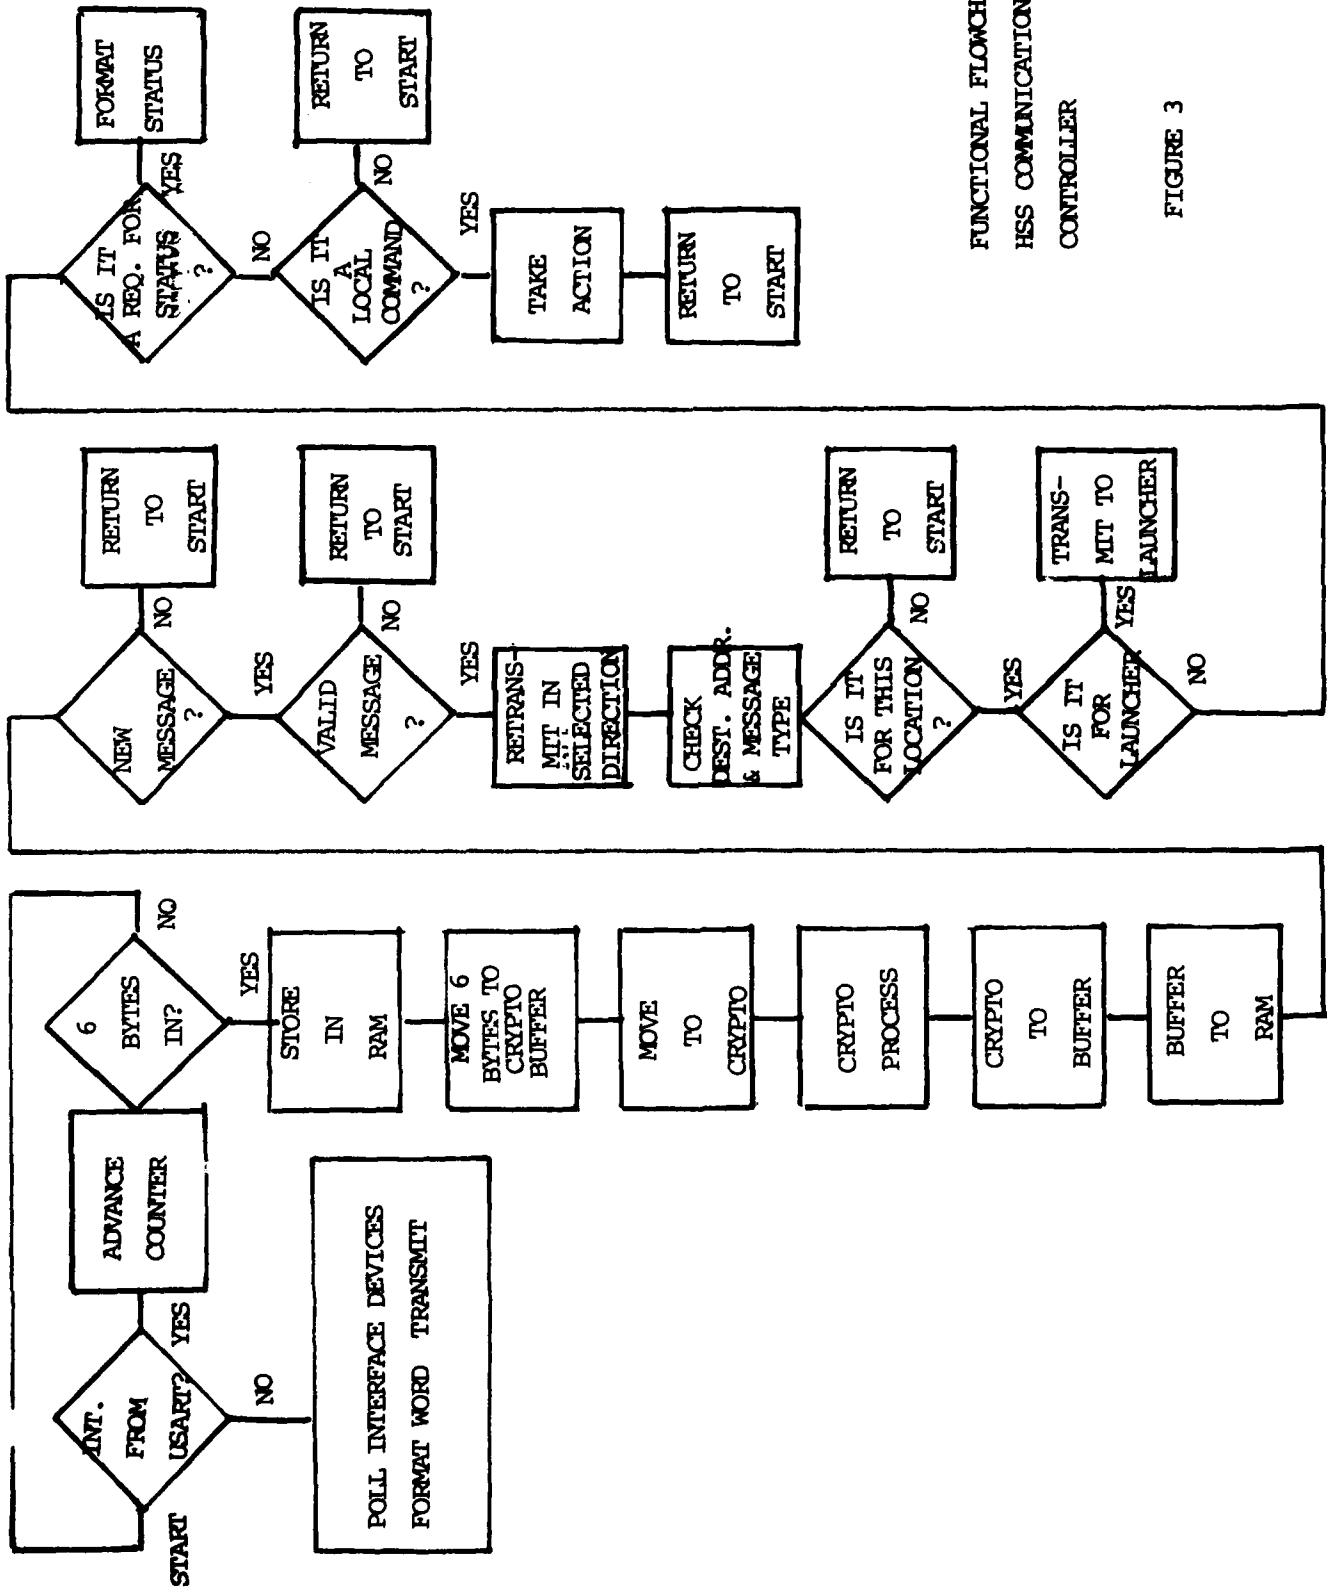 START
INT.
FROM
USART?
YES
NO
POLL INTERFACE DEVICES
FORMAT WORD TRANSMIT
ADVANCE
COUNTER
6
BYTES
IN?
NO
YES
STORE
IN
RAM
MOVE 6
BYTES TO
CRYPTO
BUFFER
MOVE
TO
CRYPTO
CRYPTO
PROCESS
CRYPTO
TO
BUFFER
BUFFER
TO
RAM
NEW
MESSAGE
?
NO
RETURN
TO
START
YES
VALID
MESSAGE
?
NO
RETURN
TO
START
YES
RETRANS-
MIT IN
SELECTED
DIRECTION
CHECK
DEST. ADDR.
& MESSAGE
TYPE
IS IT
FOR THIS
LOCATION
?
NO
RETURN
TO
START
YES
IS IT
FOR
LAUNCHER
YES
TRANS-
MIT TO
LAUNCHER
NO
IS IT
A REQ. FOR
STATUS
?
YES
FORMAT
STATUS
NO
IS IT
A
LOCAL
COMMAND
?
NO
RETURN
TO
START
YES
TAKE
ACTION
RETURN
TO
START
FUNCTIONAL FLOWCH
HSS COMMUNICATION
CONTROLLER
FIGURE 3